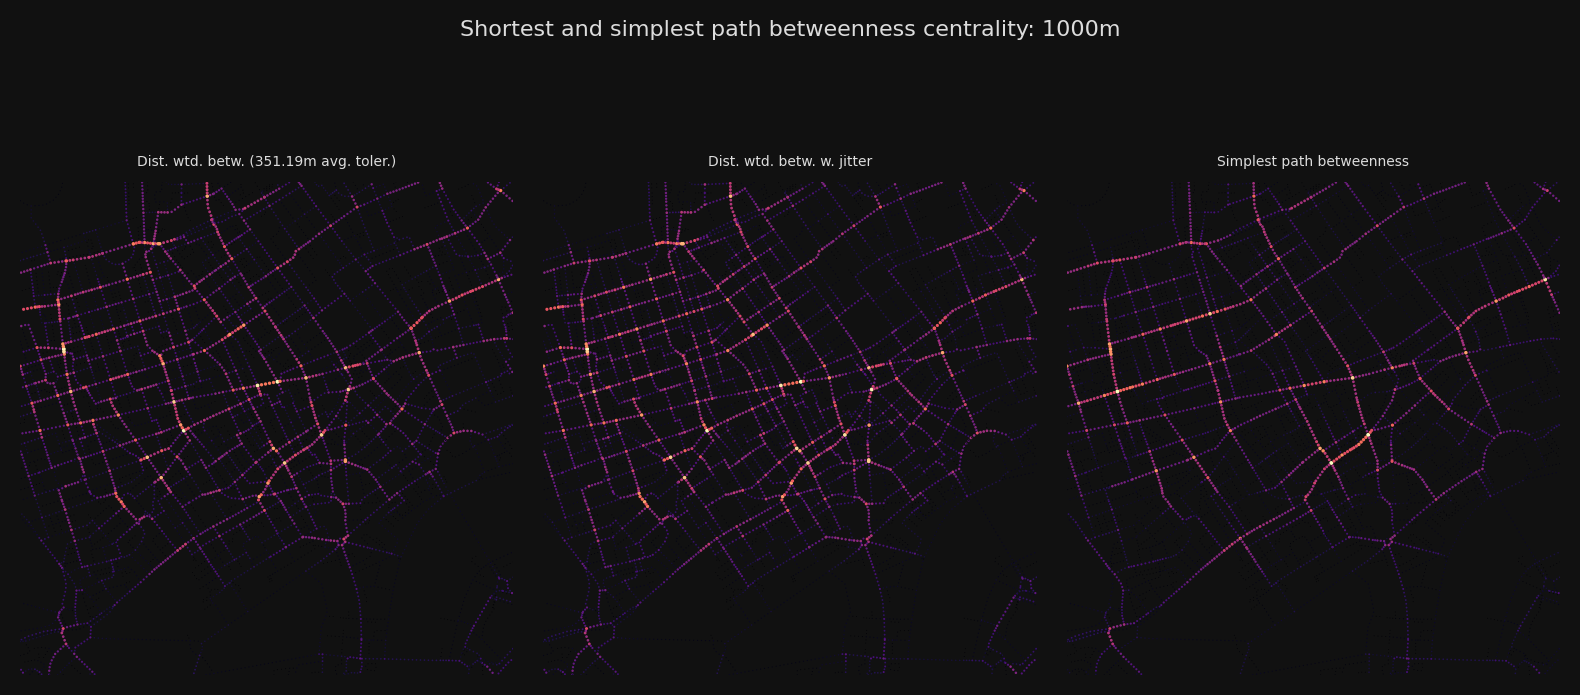 Shortest and simplest path betweenness centrality: 1000m
Dist. wtd. betw. (351.19m avg. toler.)
Dist. wtd. betw. w. jitter
Simplest path betweenness